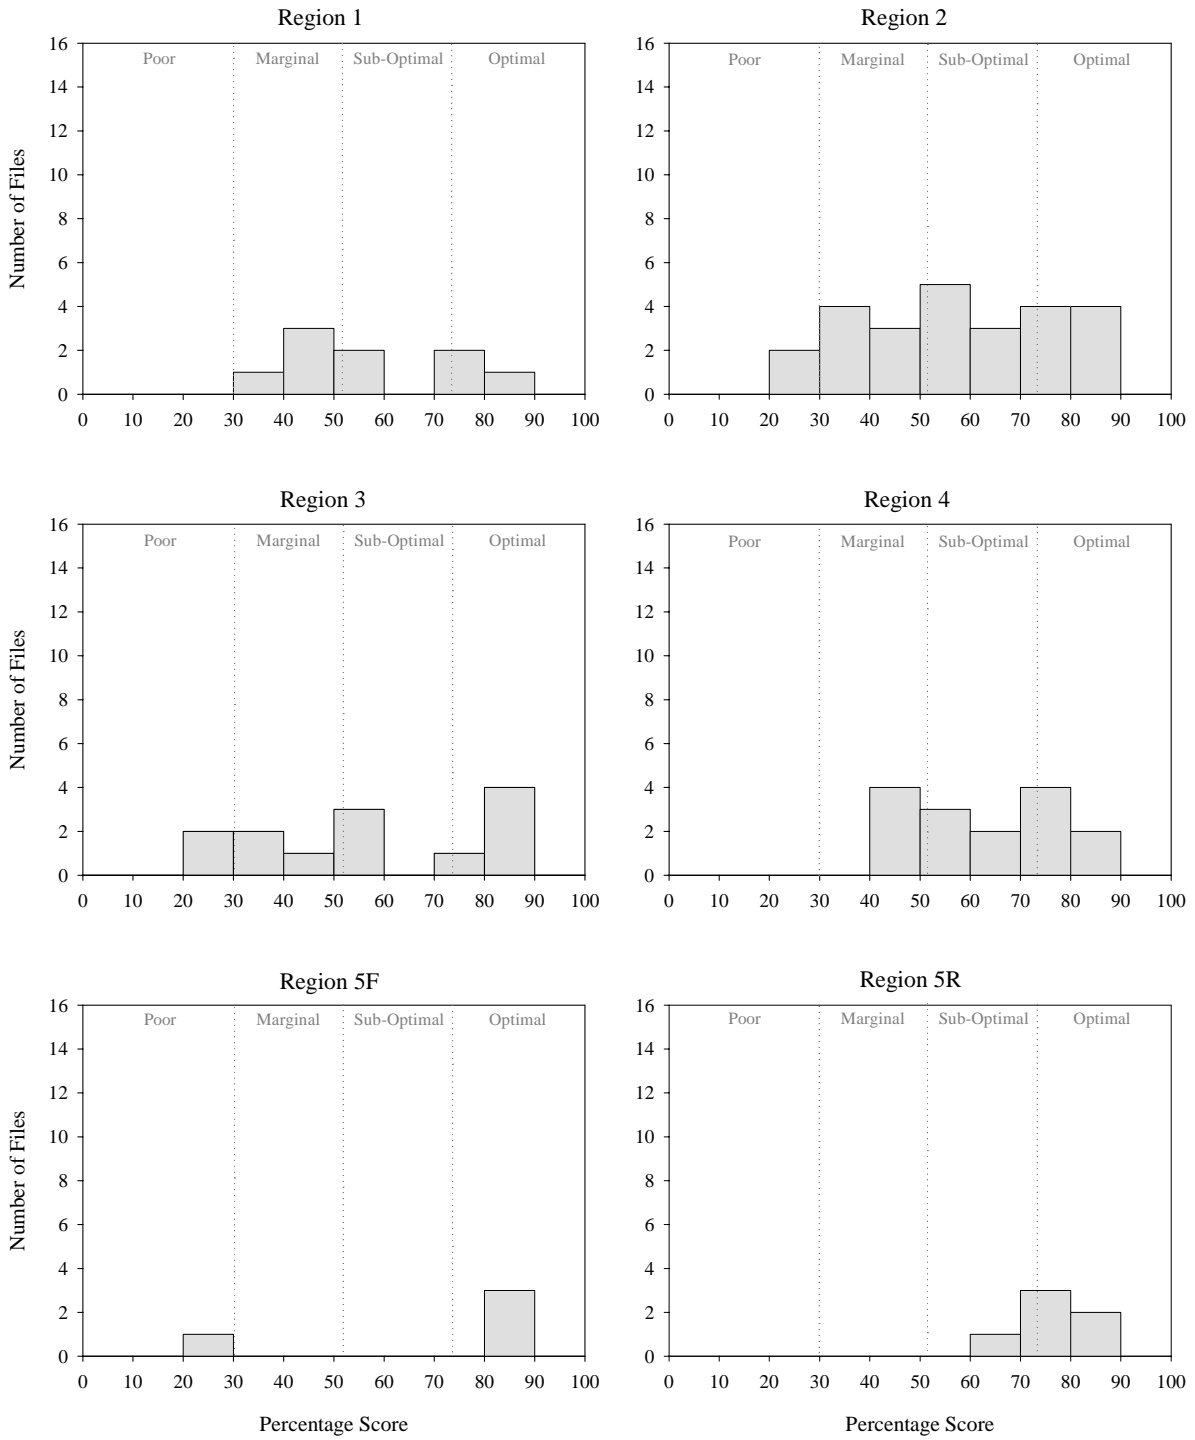 Region 1
16
14
12
10
8
6
4
2
0
Number of Files
Poor Marginal Sub-Optimal Optimal
0 10 20 30 40 50 60 70 80 90 100
Region 2
16
14
12
10
8
6
4
2
0
Poor Marginal Sub-Optimal Optimal
0 10 20 30 40 50 60 70 80 90 100
Region 3
16
14
12
10
8
6
4
2
0
Number of Files
Poor Marginal Sub-Optimal Optimal
0 10 20 30 40 50 60 70 80 90 100
Region 4
16
14
12
10
8
6
4
2
0
Poor Marginal Sub-Optimal Optimal
0 10 20 30 40 50 60 70 80 90 100
Region 5F
16
14
12
10
8
6
4
2
0
Number of Files
Poor Marginal Sub-Optimal Optimal
0 10 20 30 40 50 60 70 80 90 100
Percentage Score
Region 5R
16
14
12
10
8
6
4
2
0
Poor Marginal Sub-Optimal Optimal
0 10 20 30 40 50 60 70 80 90 100
Percentage Score